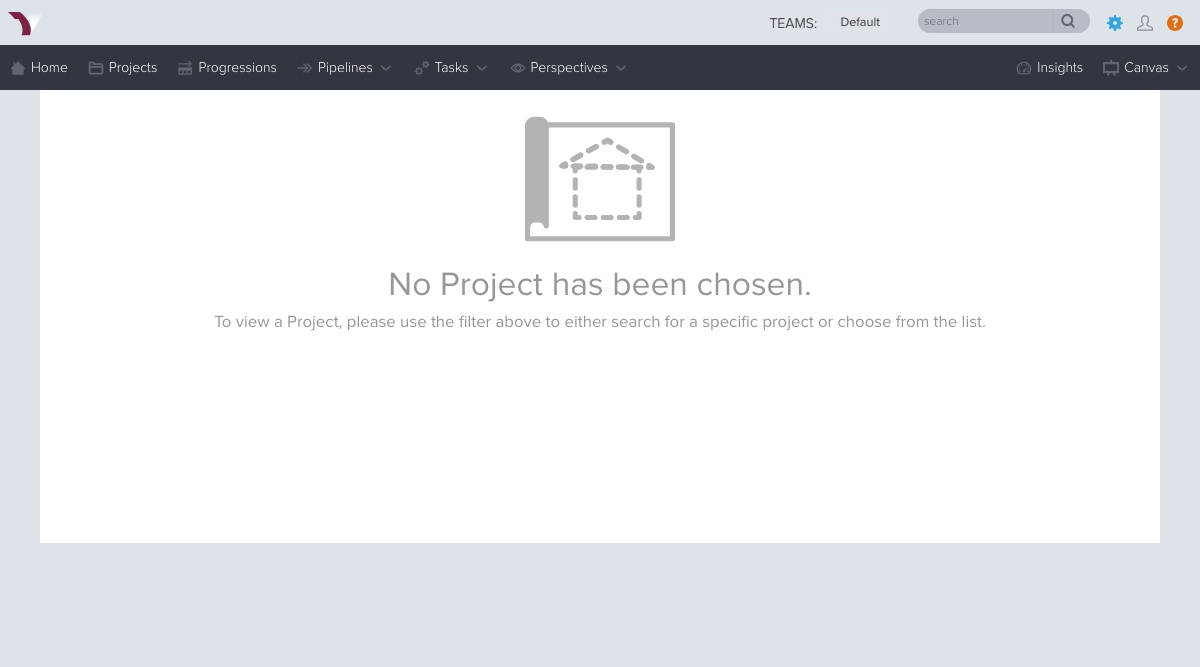 TEAMS: Default search ?
Home Projects Progressions Pipelines Tasks Perspectives Insights Canvas
No Project has been chosen.
To view a Project, please use the filter above to either search for a specific project or choose from the list.